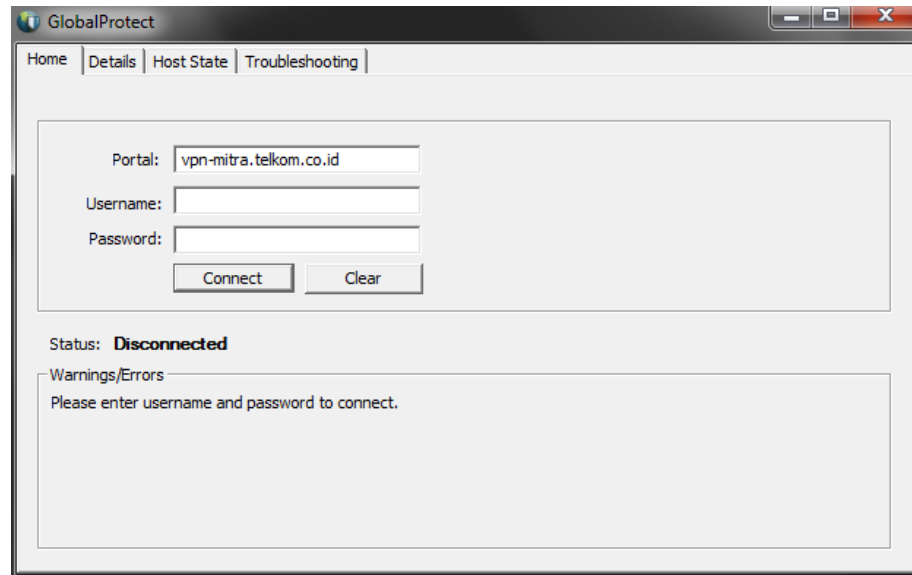 GlobalProtect
Home Details Host State Troubleshooting
Portal: vpn-mitra.telkom.co.id
Username:
Password:
Connect Clear
Status: Disconnected
Warnings/Errors
Please enter username and password to connect.